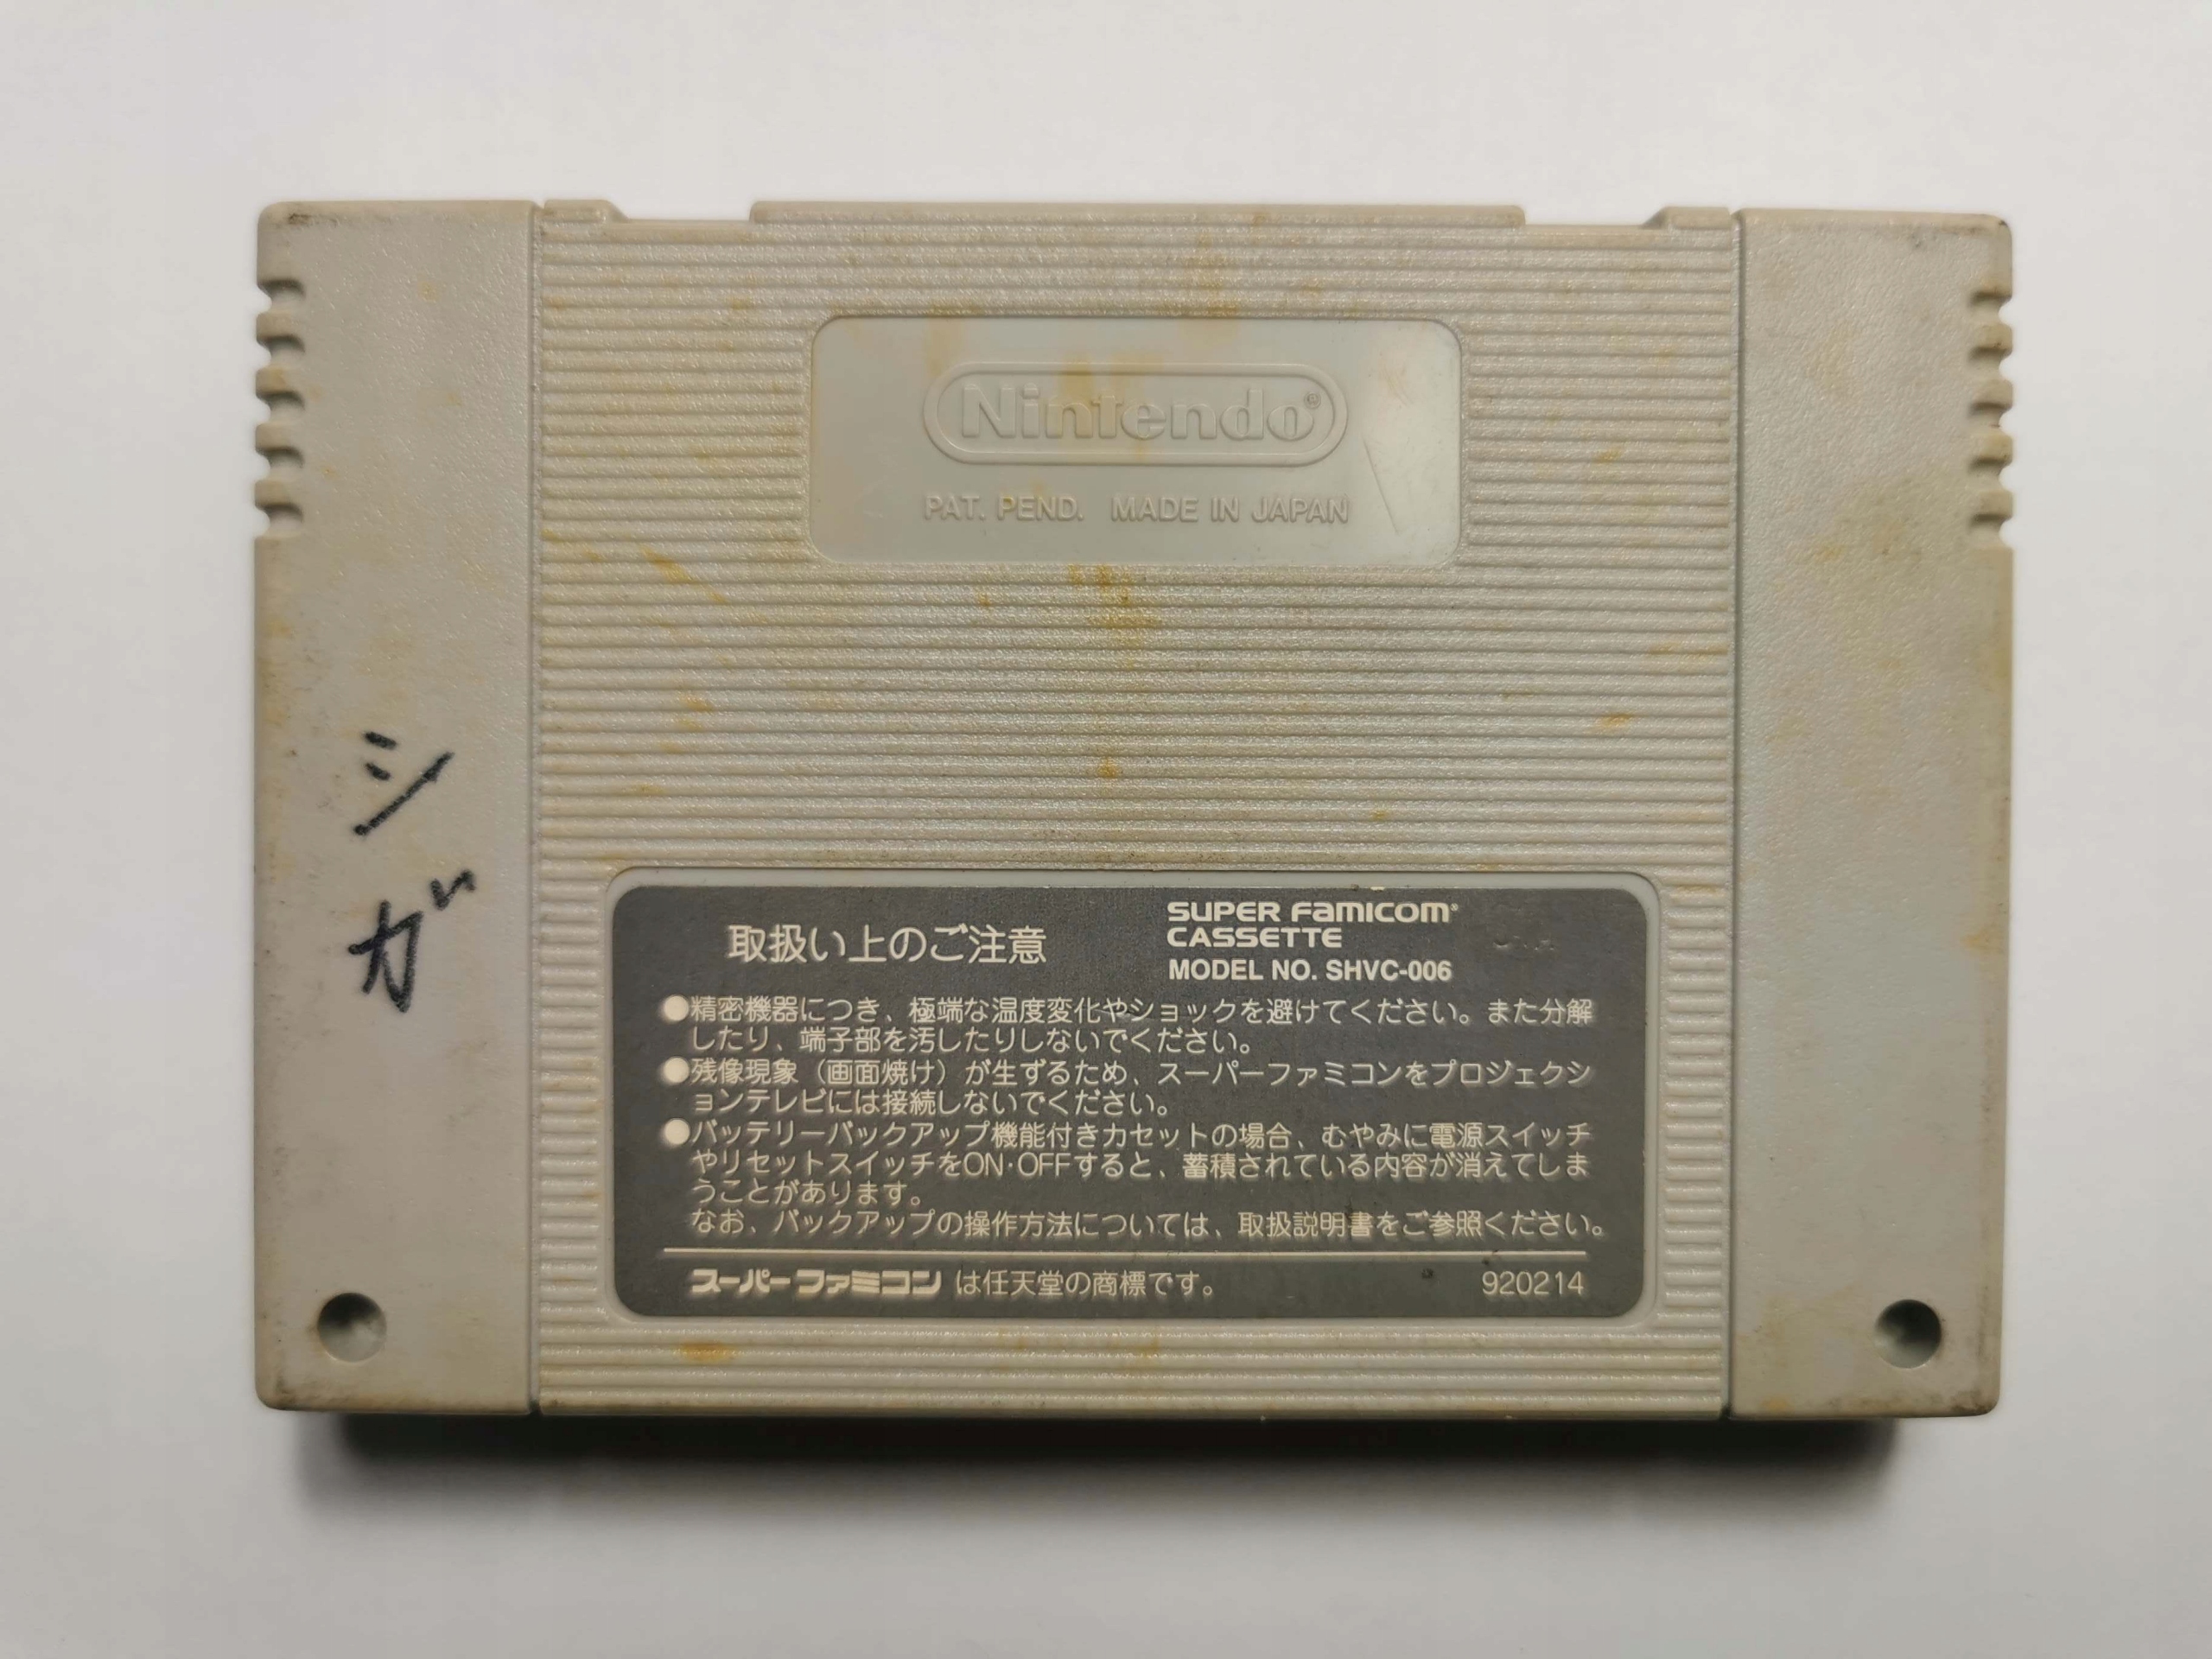 Nintendo®
PAT. PEND. MADE IN JAPAN
シガ
取扱い上のご注意
SUPER FAMICOM
CASSETTE
MODEL NO. SHVC-006
●精密機器につき、極端な温度変化やショックを避けてください。また分解
したり、端子部を汚したりしないでください。
●残像現象（画面焼け）が生ずるため、スーパーファミコンをプロジェクシ
ョンテレビには接続しないでください。
●バッテリーバックアップ機能付きカセットの場合、むやみに電源スイッチ
やリセットスイッチをON・OFFすると、蓄積されている内容が消えてしま
うことがあります。
なお、バックアップの操作方法については、取扱説明書をご参照ください。
スーパーファミコン は任天堂の商標です。 920214